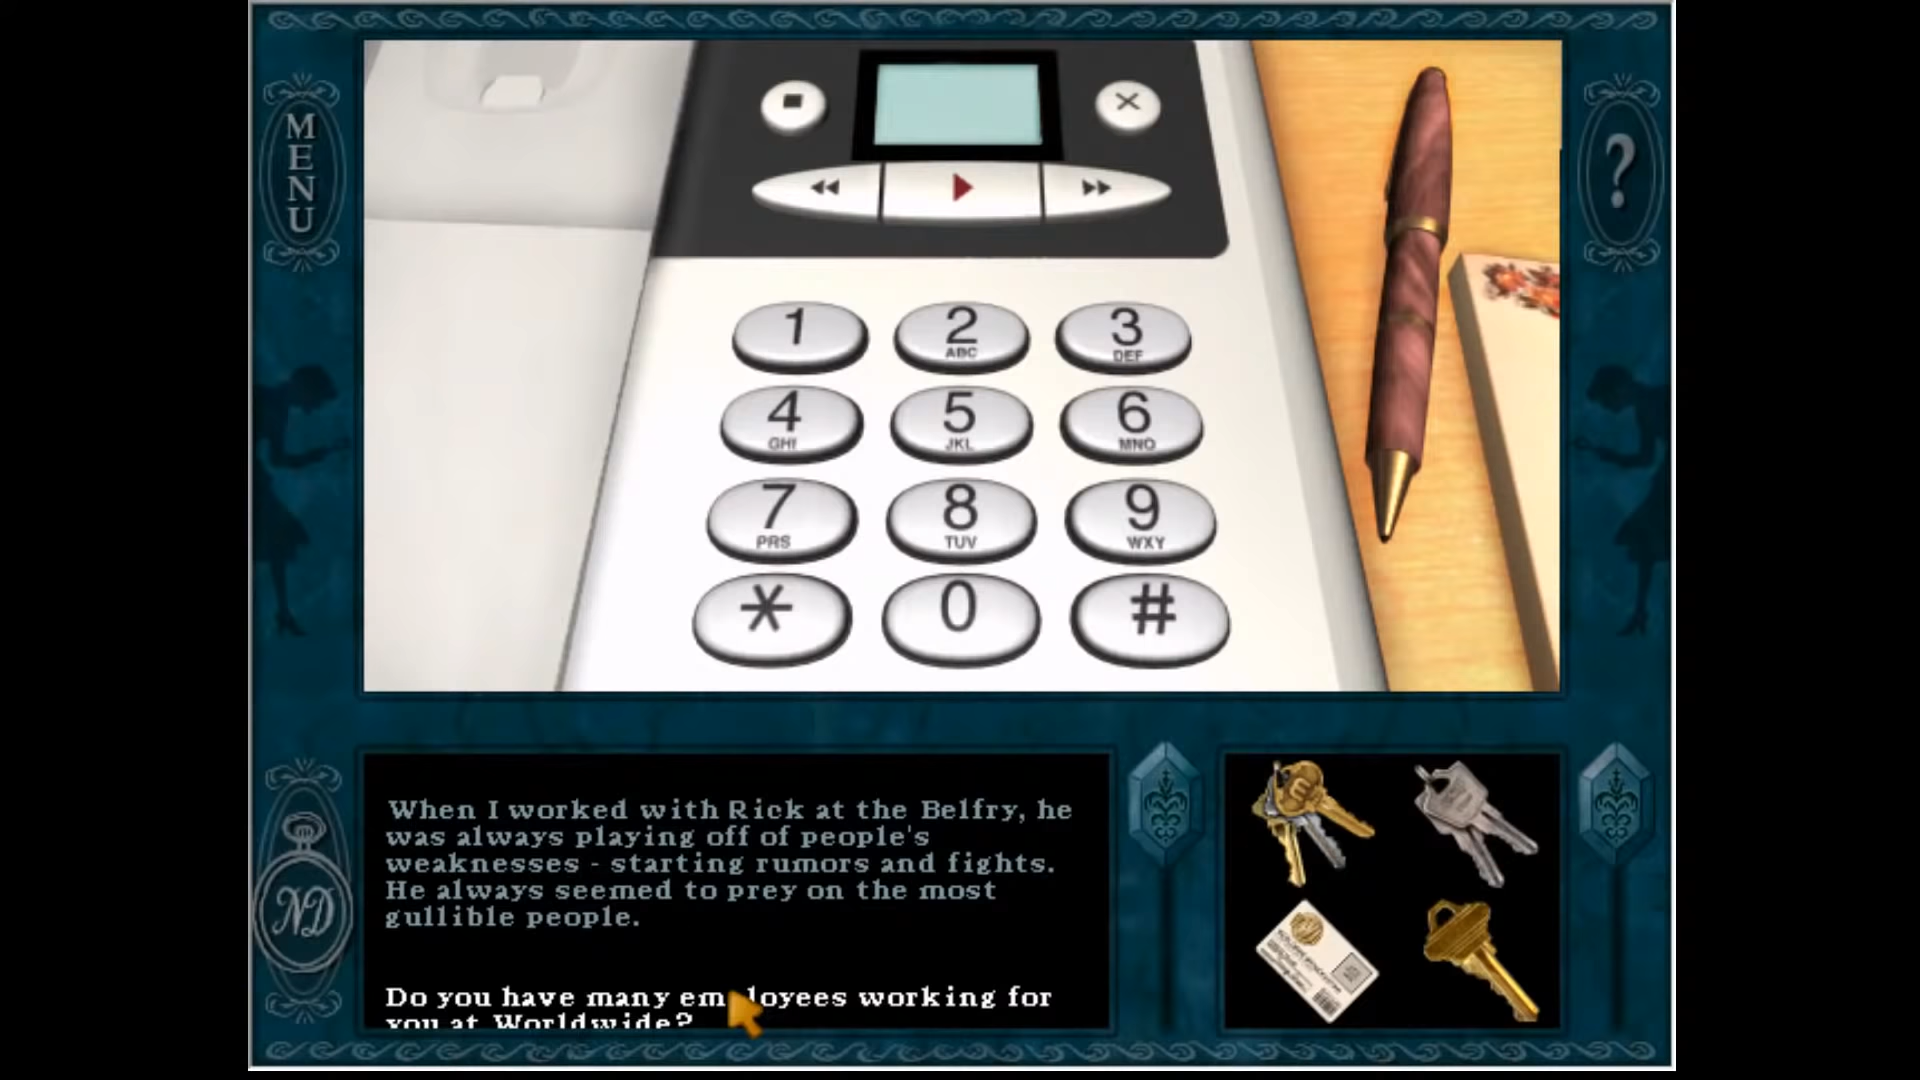 MENU
?
1
2
ABC
3
DEF
4
GHI
5
JKL
6
MNO
7
PRS
8
TUV
9
WXY
*
0
#
When I worked with Rick at the Belfry, he
was always playing off of people's
weaknesses - starting rumors and fights.
He always seemed to prey on the most
gullible people.
Do you have many employees working for
you at Worldwide?
ND